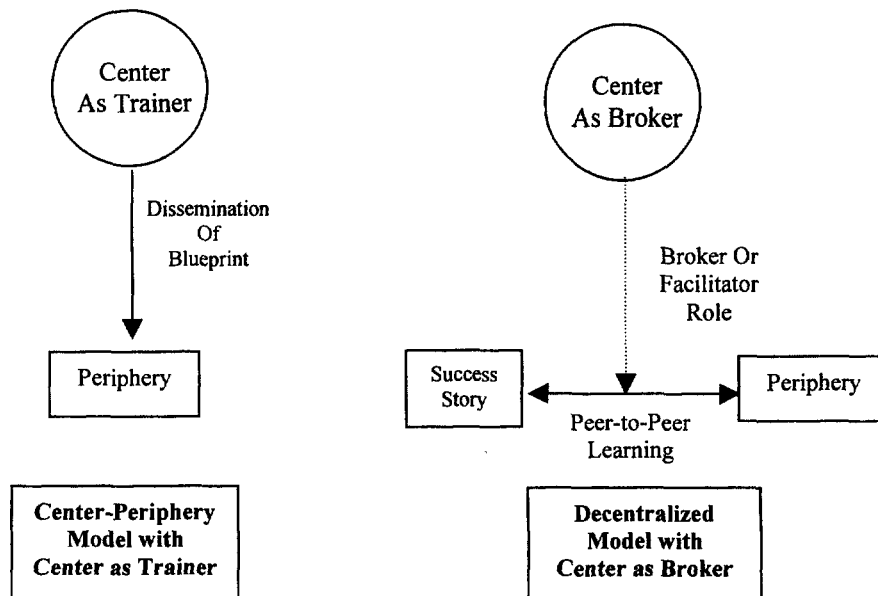 Center
As Trainer
Dissemination
Of
Blueprint
Periphery
Center-Periphery
Model with
Center as Trainer
Center
As Broker
Broker Or
Facilitator
Role
Success
Story
Periphery
Peer-to-Peer
Learning
Decentralized
Model with
Center as Broker